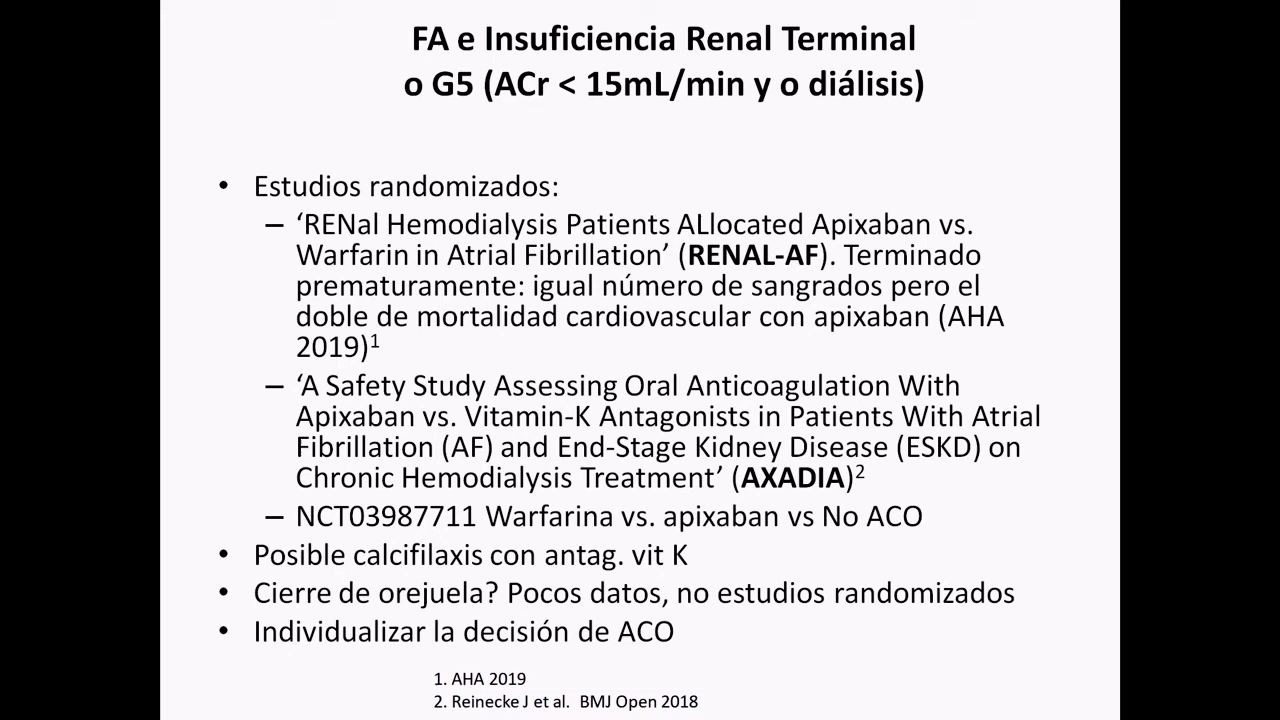 FA e Insuficiencia Renal Terminal
o G5 (ACr < 15mL/min y o diálisis)
• Estudios randomizados:
– ‘RENal Hemodialysis Patients ALlocated Apixaban vs.
Warfarin in Atrial Fibrillation’ (RENAL-AF). Terminado
prematuramente: igual número de sangrados pero el
doble de mortalidad cardiovascular con apixaban (AHA
2019)1
– ‘A Safety Study Assessing Oral Anticoagulation With
Apixaban vs. Vitamin-K Antagonists in Patients With Atrial
Fibrillation (AF) and End-Stage Kidney Disease (ESKD) on
Chronic Hemodialysis Treatment’ (AXADIA)2
– NCT03987711 Warfarina vs. apixaban vs No ACO
• Posible calcifilaxis con antag. vit K
• Cierre de orejuela? Pocos datos, no estudios randomizados
• Individualizar la decisión de ACO
1. AHA 2019
2. Reinecke J et al. BMJ Open 2018